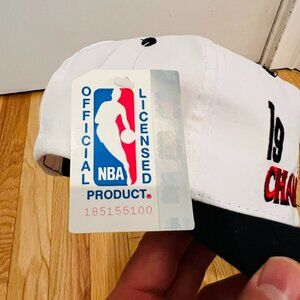 OFFICIAL
LICENSED
NBA
PRODUCT®
185155100
19
CHA